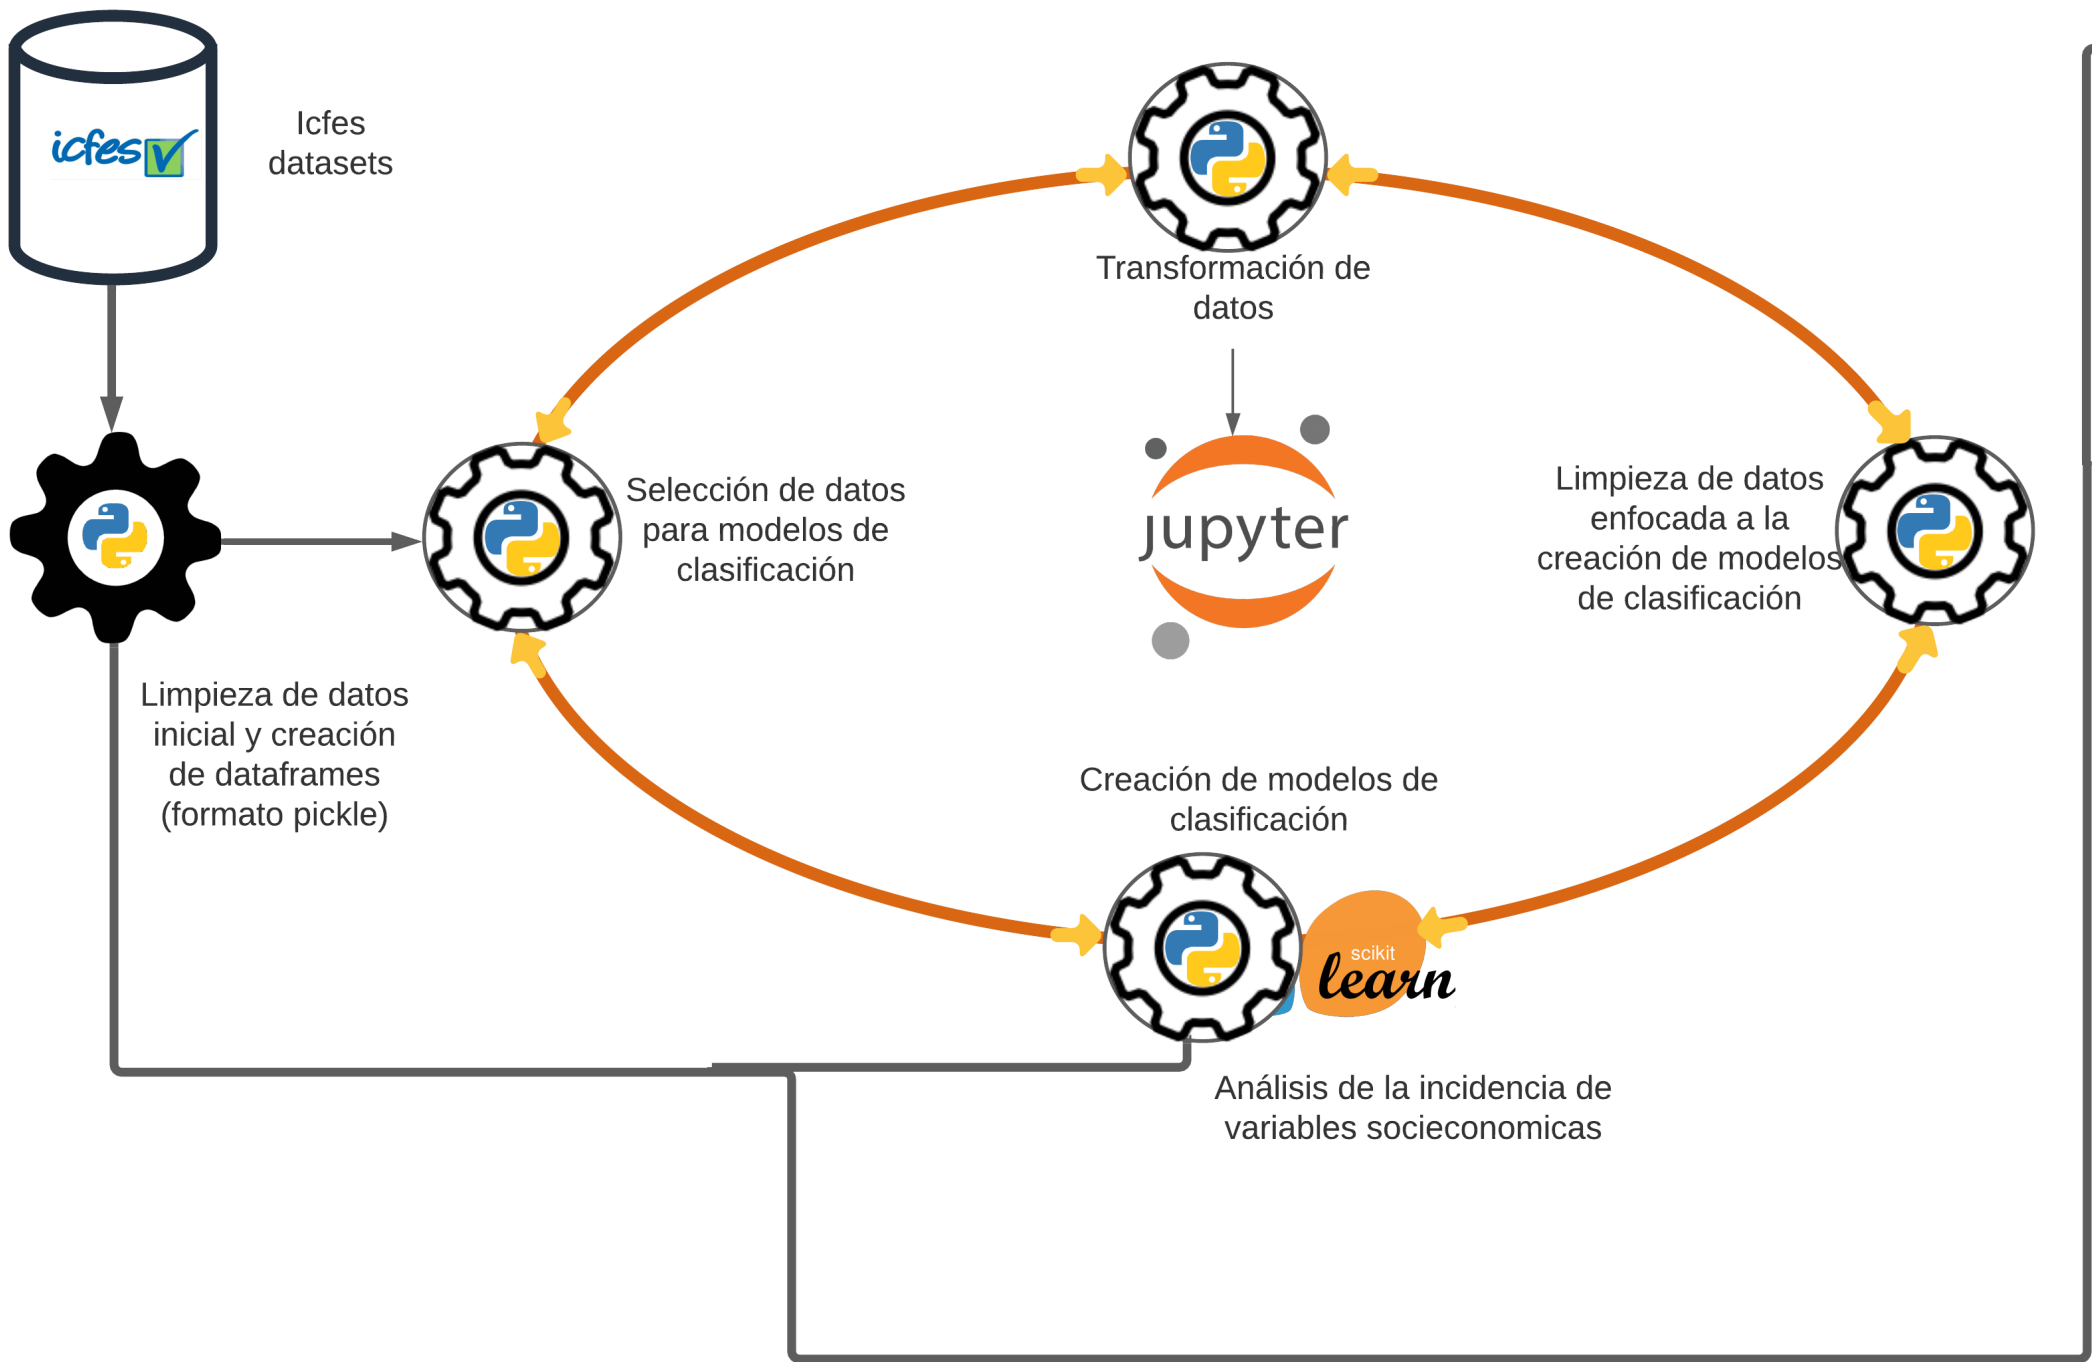 icfes
Icfes
datasets
Transformación de
datos
Selección de datos
para modelos de
clasificación
jupyter
Limpieza de datos
enfocada a la
creación de modelos
de clasificación
Limpieza de datos
inicial y creación
de dataframes
(formato pickle)
Creación de modelos de
clasificación
scikit
learn
Análisis de la incidencia de
variables socieconomicas